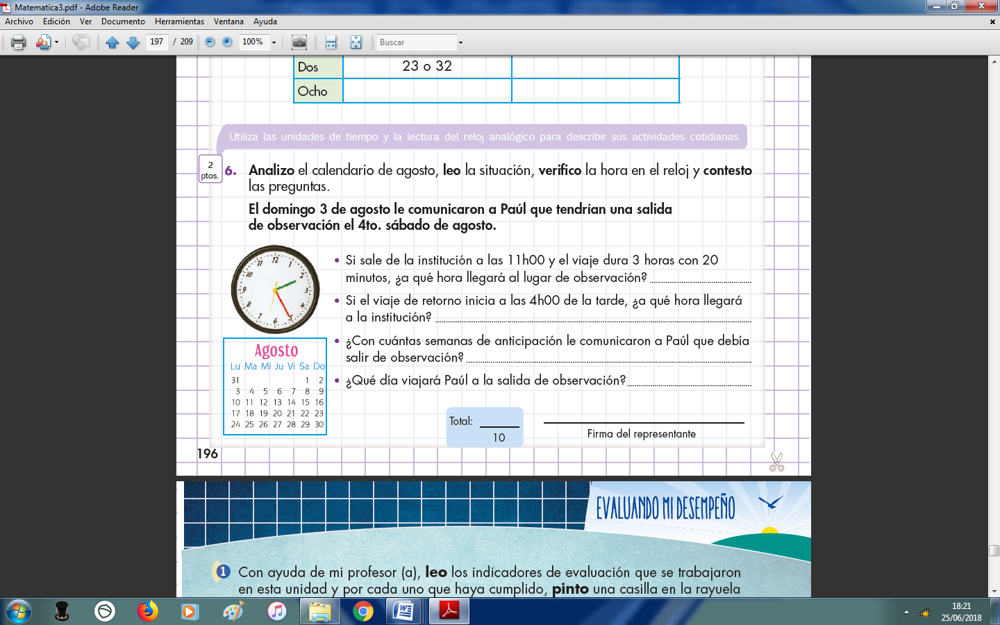 Matematica3.pdf - Adobe Reader
Archivo Edición Ver Documento Herramientas Ventana Ayuda
197 / 209 100% Buscar
Dos 23 o 32
Ocho
Utiliza las unidades de tiempo y la lectura del reloj analógico para describir sus actividades cotidianas.
2 ptos.
6. Analizo el calendario de agosto, leo la situación, verifico la hora en el reloj y contesto
las preguntas.
El domingo 3 de agosto le comunicaron a Paúl que tendrían una salida
de observación el 4to. sábado de agosto.
12 1 2 3 4 5 6 7 8 9 10 11
• Si sale de la institución a las 11h00 y el viaje dura 3 horas con 20
minutos, ¿a qué hora llegará al lugar de observación?
• Si el viaje de retorno inicia a las 4h00 de la tarde, ¿a qué hora llegará
a la institución?
• ¿Con cuántas semanas de anticipación le comunicaron a Paúl que debía
salir de observación?
• ¿Qué día viajará Paúl a la salida de observación?
Agosto
Lu Ma Mi Ju Vi Sa Do
31 1 2
3 4 5 6 7 8 9
10 11 12 13 14 15 16
17 18 19 20 21 22 23
24 25 26 27 28 29 30
Total:
10
Firma del representante
196
EVALUANDO MI DESEMPEÑO
1 Con ayuda de mi profesor (a), leo los indicadores de evaluación que se trabajaron
en esta unidad y por cada uno que haya cumplido, pinto una casilla en la rayuela
18:21
25/06/2018